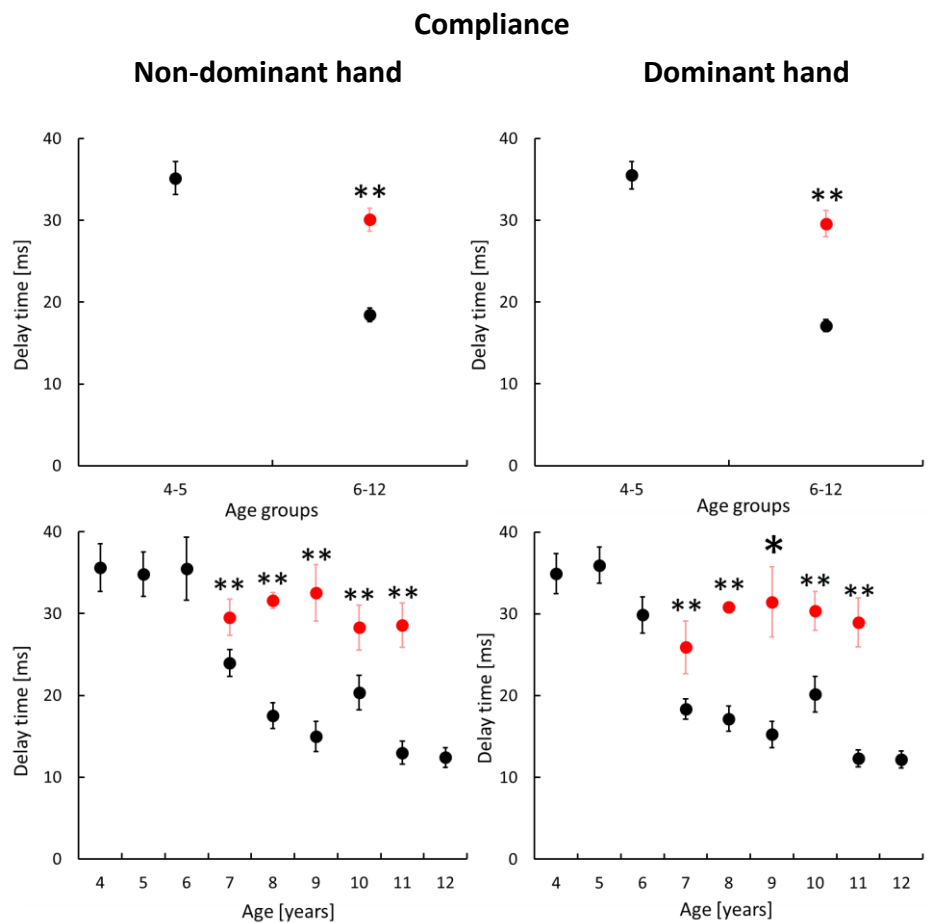 Compliance
Non-dominant hand
Dominant hand
40
30
20
10
0
Delay time [ms]
**
4-5
6-12
Age groups
40
30
20
10
0
Delay time [ms]
**
4-5
6-12
Age groups
40
30
20
10
0
Delay time [ms]
**
**
**
**
**
4 5 6 7 8 9 10 11 12
Age [years]
40
30
20
10
0
Delay time [ms]
**
**
*
**
**
4 5 6 7 8 9 10 11 12
Age [years]